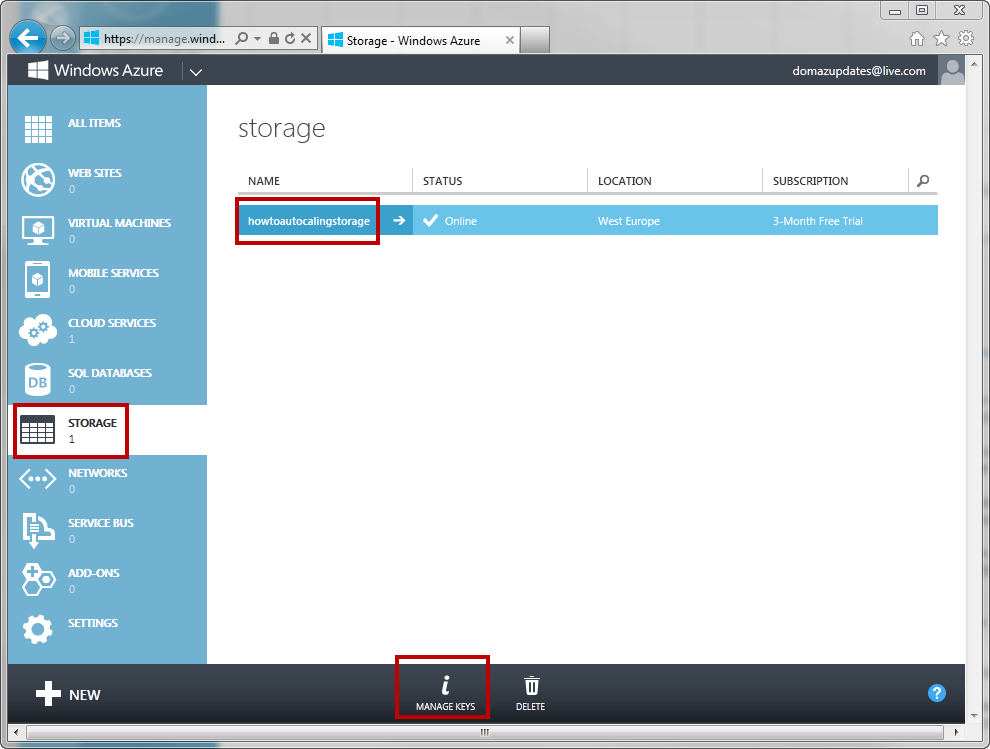 https://manage.wind...
Storage - Windows Azure
Windows Azure
domazupdates@live.com
ALL ITEMS
WEB SITES
0
VIRTUAL MACHINES
0
MOBILE SERVICES
0
CLOUD SERVICES
1
SQL DATABASES
0
DB
STORAGE
1
NETWORKS
0
SERVICE BUS
0
ADD-ONS
0
SETTINGS
storage
NAME STATUS LOCATION SUBSCRIPTION
howtoautocalingstorage Online West Europe 3-Month Free Trial
NEW
i
MANAGE KEYS
DELETE
?